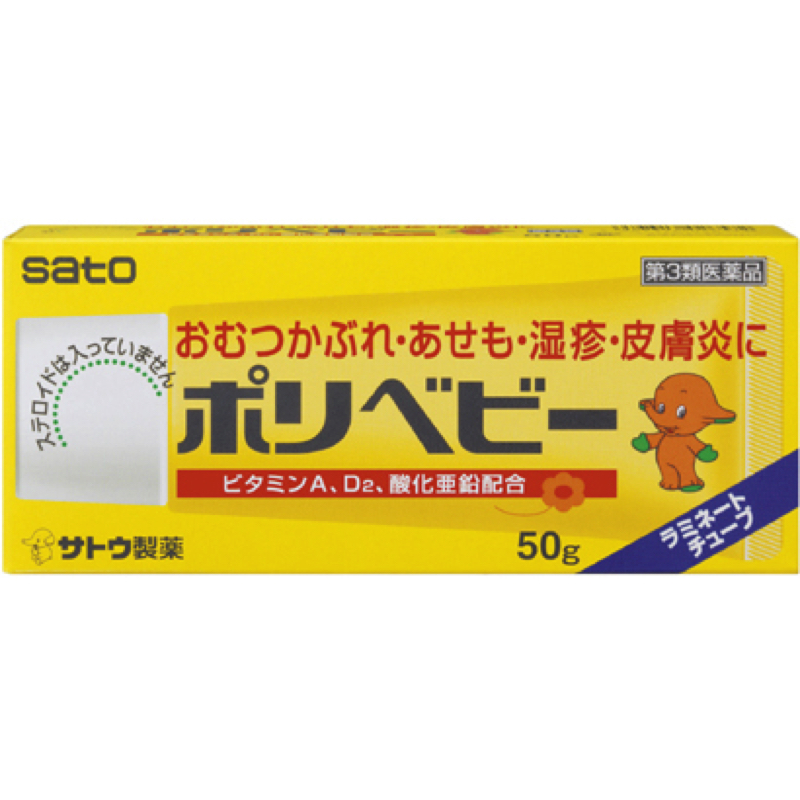 sato
第3類医薬品
ステロイドは入っていません
おむつかぶれ・あせも・湿疹・皮膚炎に
ポリベビー
ビタミンA、D2、酸化亜鉛配合
サトウ製薬
50g
ラミネート
チューブ